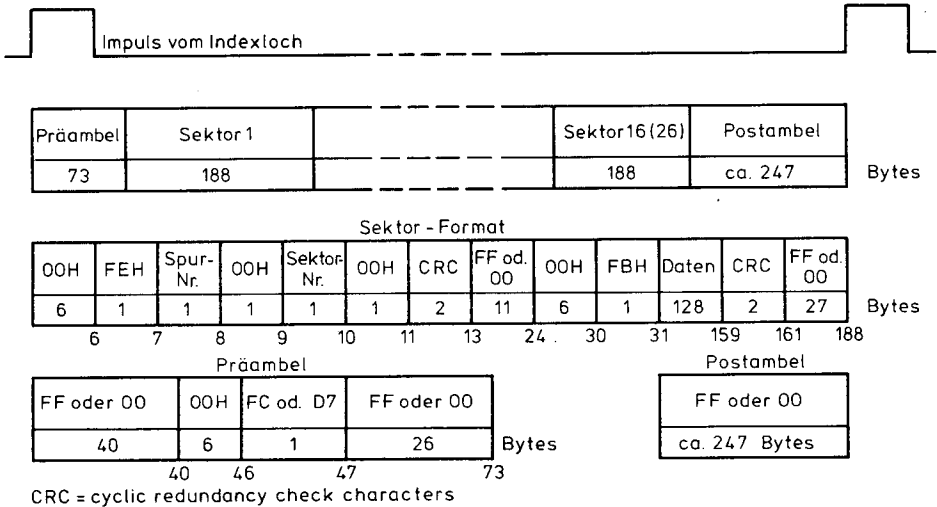 Impuls vom Indexloch
Präambel Sektor 1 Sektor 16 (26) Postambel
73 188 188 ca. 247 Bytes
Sektor - Format
00H FEH Spur- Nr. 00H Sektor- Nr. 00H CRC FF od. 00 00H FBH Daten CRC FF od. 00
6 1 1 1 1 1 2 11 6 1 128 2 27 Bytes
6 7 8 9 10 11 13 24 30 31 159 161 188
Präambel Postambel
FF oder 00 00H FC od. D7 FF oder 00 FF oder 00
40 6 1 26 Bytes ca. 247 Bytes
40 46 47 73
CRC = cyclic redundancy check characters